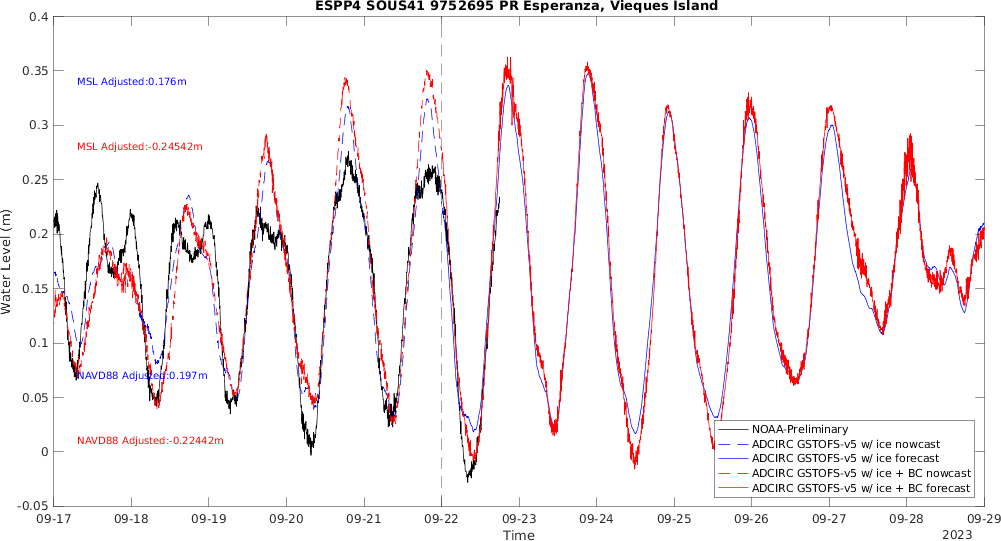 ESPP4 SOUS41 9752695 PR Esperanza, Vieques Island
0.4
0.35
0.3
0.25
0.2
0.15
0.1
0.05
0
-0.05
Water Level (m)
MSL Adjusted:0.176m
MSL Adjusted:-0.24542m
NAVD88 Adjusted:0.197m
NAVD88 Adjusted:-0.22442m
NOAA-Preliminary
ADCIRC GSTOFS-v5 w/ ice nowcast
ADCIRC GSTOFS-v5 w/ ice forecast
ADCIRC GSTOFS-v5 w/ ice + BC nowcast
ADCIRC GSTOFS-v5 w/ ice + BC forecast
09-17 09-18 09-19 09-20 09-21 09-22 09-23 09-24 09-25 09-26 09-27 09-28 09-29
Time
2023